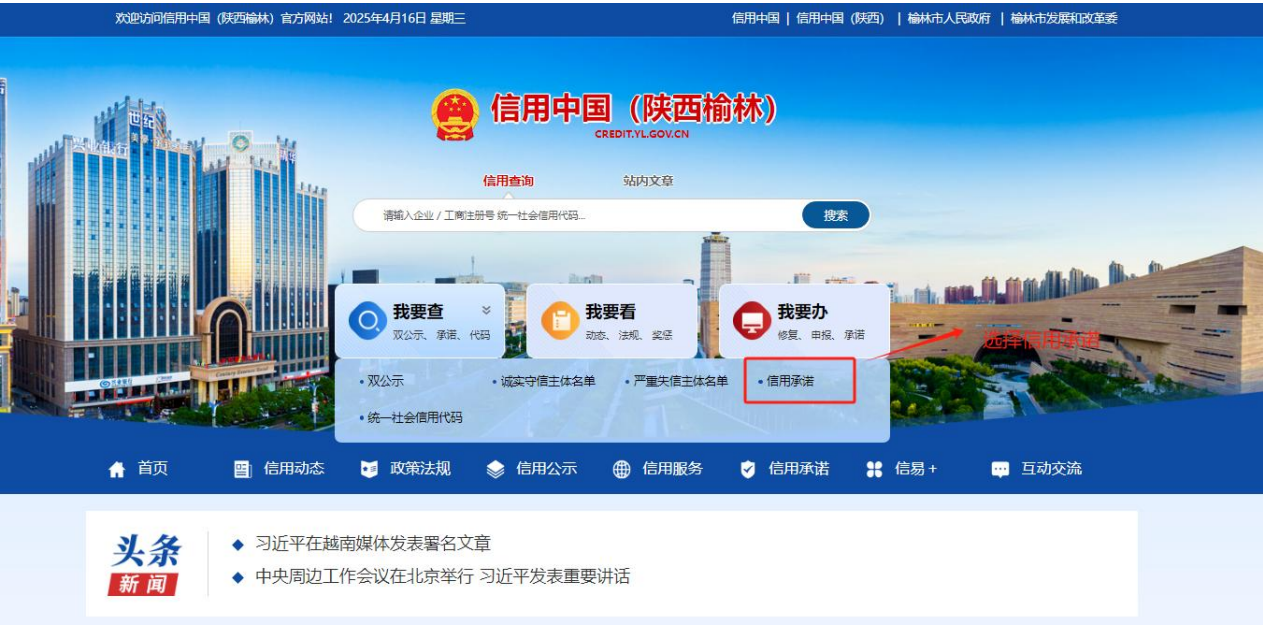 欢迎访问信用中国（陕西榆林）官方网站！ 2025年4月16日 星期三
信用中国 | 信用中国（陕西） | 榆林市人民政府 | 榆林市发展和改革委
信用中国（陕西榆林）
CREDIT.YL.GOV.CN
信用查询 站内文章
请输入企业 / 工商注册号 统一社会信用代码...
搜索
世纪
我要查
双公示、承诺、代码
我要看
动态、法规、奖惩
我要办
修复、申报、承诺
选择信用承诺
•双公示 •诚实守信主体名单 •严重失信主体名单 •信用承诺
•统一社会信用代码
首页 信用动态 政策法规 信用公示 信用服务 信用承诺 信易+ 互动交流
头条
新闻
◆ 习近平在越南媒体发表署名文章
◆ 中央周边工作会议在北京举行 习近平发表重要讲话